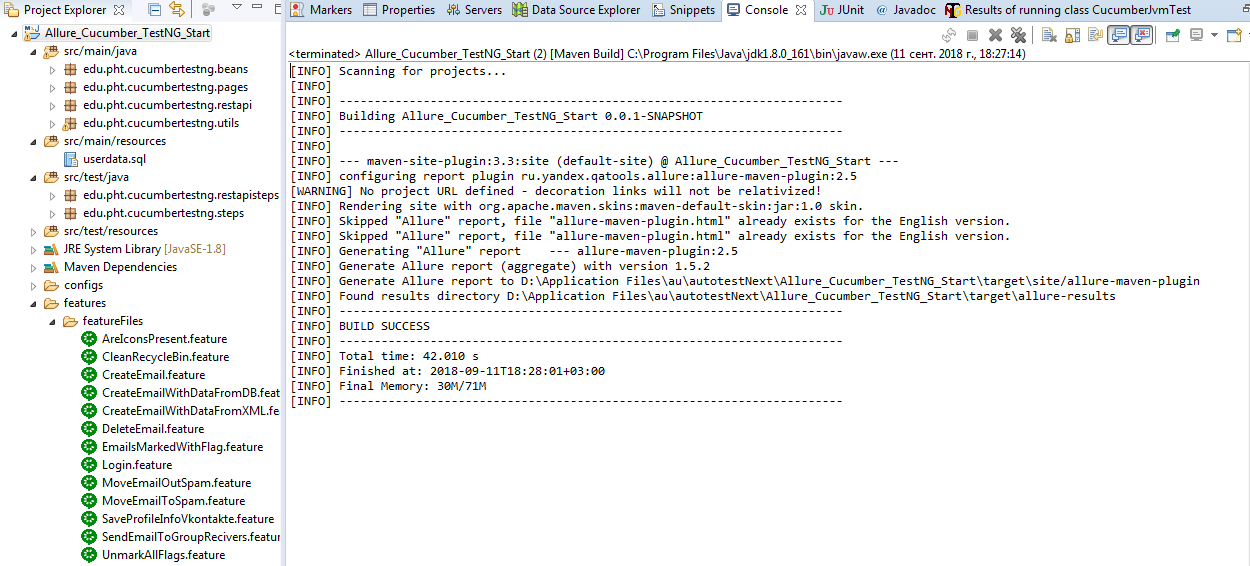 Project Explorer
Allure_Cucumber_TestNG_Start
src/main/java
edu.pht.cucumbertestng.beans
edu.pht.cucumbertestng.pages
edu.pht.cucumbertestng.restapi
edu.pht.cucumbertestng.utils
src/main/resources
userdata.sql
src/test/java
edu.pht.cucumbertestng.restapisteps
edu.pht.cucumbertestng.steps
src/test/resources
JRE System Library [JavaSE-1.8]
Maven Dependencies
configs
features
featureFiles
AreIconsPresent.feature
CleanRecycleBin.feature
CreateEmail.feature
CreateEmailWithDataFromDB.feat
CreateEmailWithDataFromXML.fe
DeleteEmail.feature
EmailsMarkedWithFlag.feature
Login.feature
MoveEmailOutSpam.feature
MoveEmailToSpam.feature
SaveProfileInfoVkontakte.feature
SendEmailToGroupRecivers.featur
UnmarkAllFlags.feature
Markers Properties Servers Data Source Explorer Snippets Console JUnit @ Javadoc Results of running class CucumberJvmTest
<terminated> Allure_Cucumber_TestNG_Start (2) [Maven Build] C:\Program Files\Java\jdk1.8.0_161\bin\javaw.exe (11 сент. 2018 г., 18:27:14)
[INFO] Scanning for projects...
[INFO]
[INFO] ------------------------------------------------------------------------
[INFO] Building Allure_Cucumber_TestNG_Start 0.0.1-SNAPSHOT
[INFO] ------------------------------------------------------------------------
[INFO]
[INFO] --- maven-site-plugin:3.3:site (default-site) @ Allure_Cucumber_TestNG_Start ---
[INFO] configuring report plugin ru.yandex.qatools.allure:allure-maven-plugin:2.5
[WARNING] No project URL defined - decoration links will not be relativized!
[INFO] Rendering site with org.apache.maven.skins:maven-default-skin:jar:1.0 skin.
[INFO] Skipped "Allure" report, file "allure-maven-plugin.html" already exists for the English version.
[INFO] Skipped "Allure" report, file "allure-maven-plugin.html" already exists for the English version.
[INFO] Generating "Allure" report    --- allure-maven-plugin:2.5
[INFO] Generate Allure report (aggregate) with version 1.5.2
[INFO] Generate Allure report to D:\Application Files\au\autotestNext\Allure_Cucumber_TestNG_Start\target\site/allure-maven-plugin
[INFO] Found results directory D:\Application Files\au\autotestNext\Allure_Cucumber_TestNG_Start\target\allure-results
[INFO] ------------------------------------------------------------------------
[INFO] BUILD SUCCESS
[INFO] ------------------------------------------------------------------------
[INFO] Total time: 42.010 s
[INFO] Finished at: 2018-09-11T18:28:01+03:00
[INFO] Final Memory: 30M/71M
[INFO] ------------------------------------------------------------------------